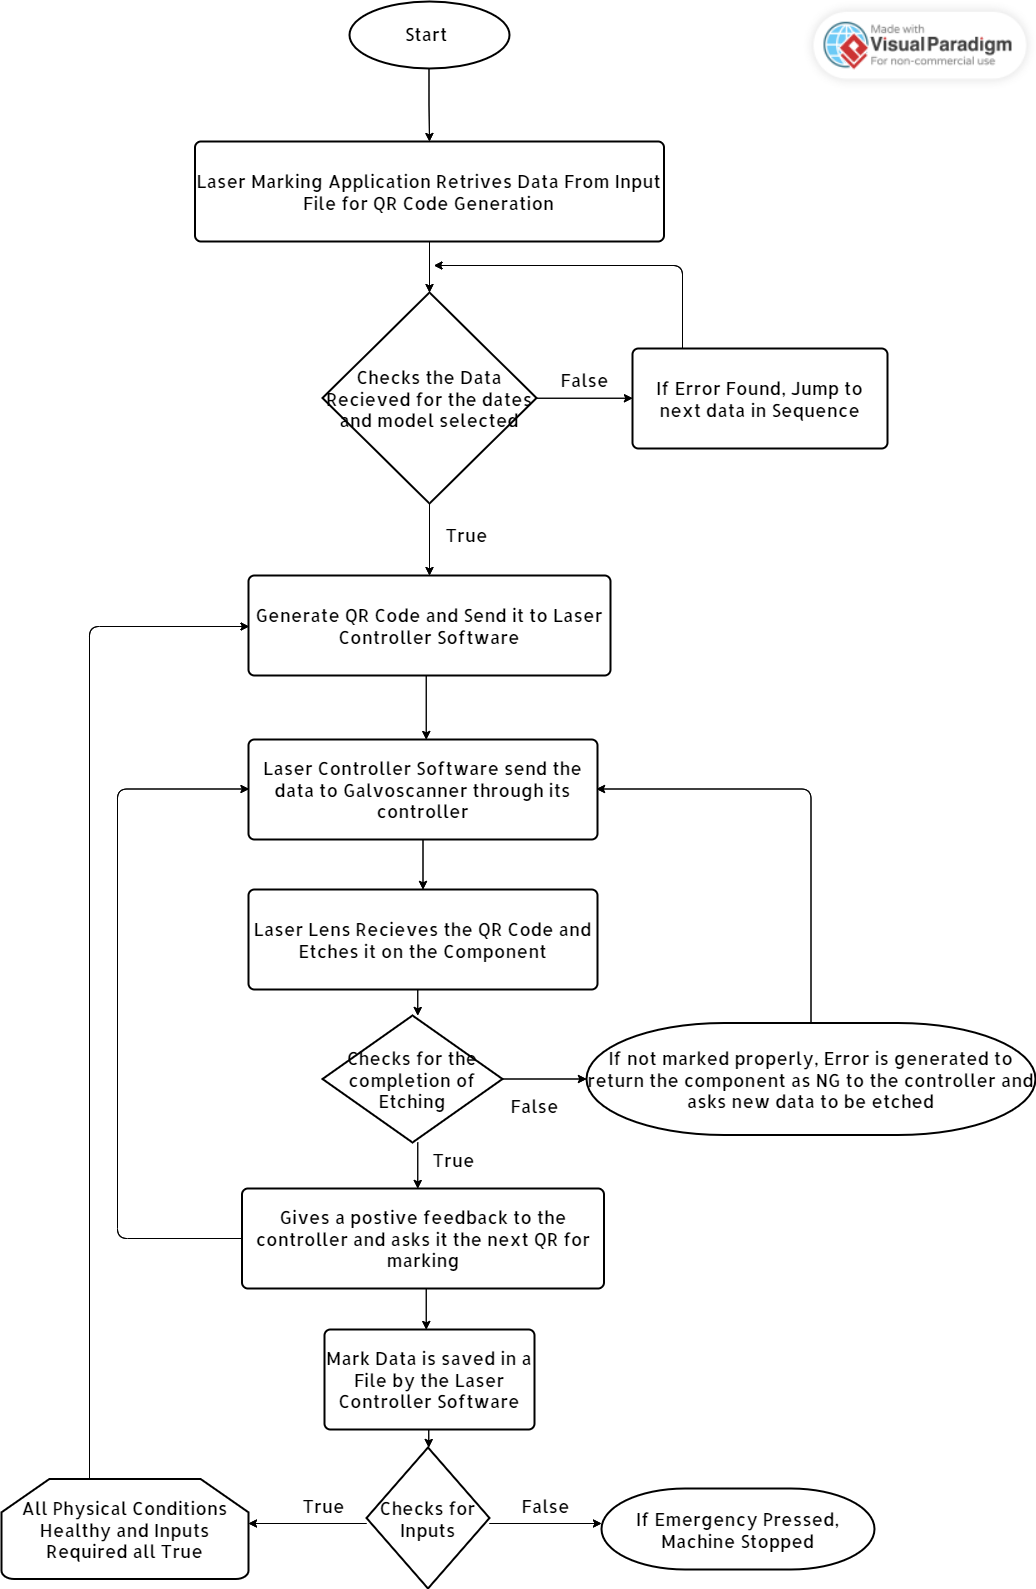 Start
Made with
Visual Paradigm
For non-commercial use
Laser Marking Application Retrives Data From Input
File for QR Code Generation
Checks the Data
Recieved for the dates
and model selected
False
If Error Found, Jump to
next data in Sequence
True
Generate QR Code and Send it to Laser
Controller Software
Laser Controller Software send the
data to Galvoscanner through its
controller
Laser Lens Recieves the QR Code and
Etches it on the Component
Checks for the
completion of
Etching
False
If not marked properly, Error is generated to
return the component as NG to the controller and
asks new data to be etched
True
Gives a postive feedback to the
controller and asks it the next QR for
marking
Mark Data is saved in a
File by the Laser
Controller Software
Checks for
Inputs
True
All Physical Conditions
Healthy and Inputs
Required all True
False
If Emergency Pressed,
Machine Stopped